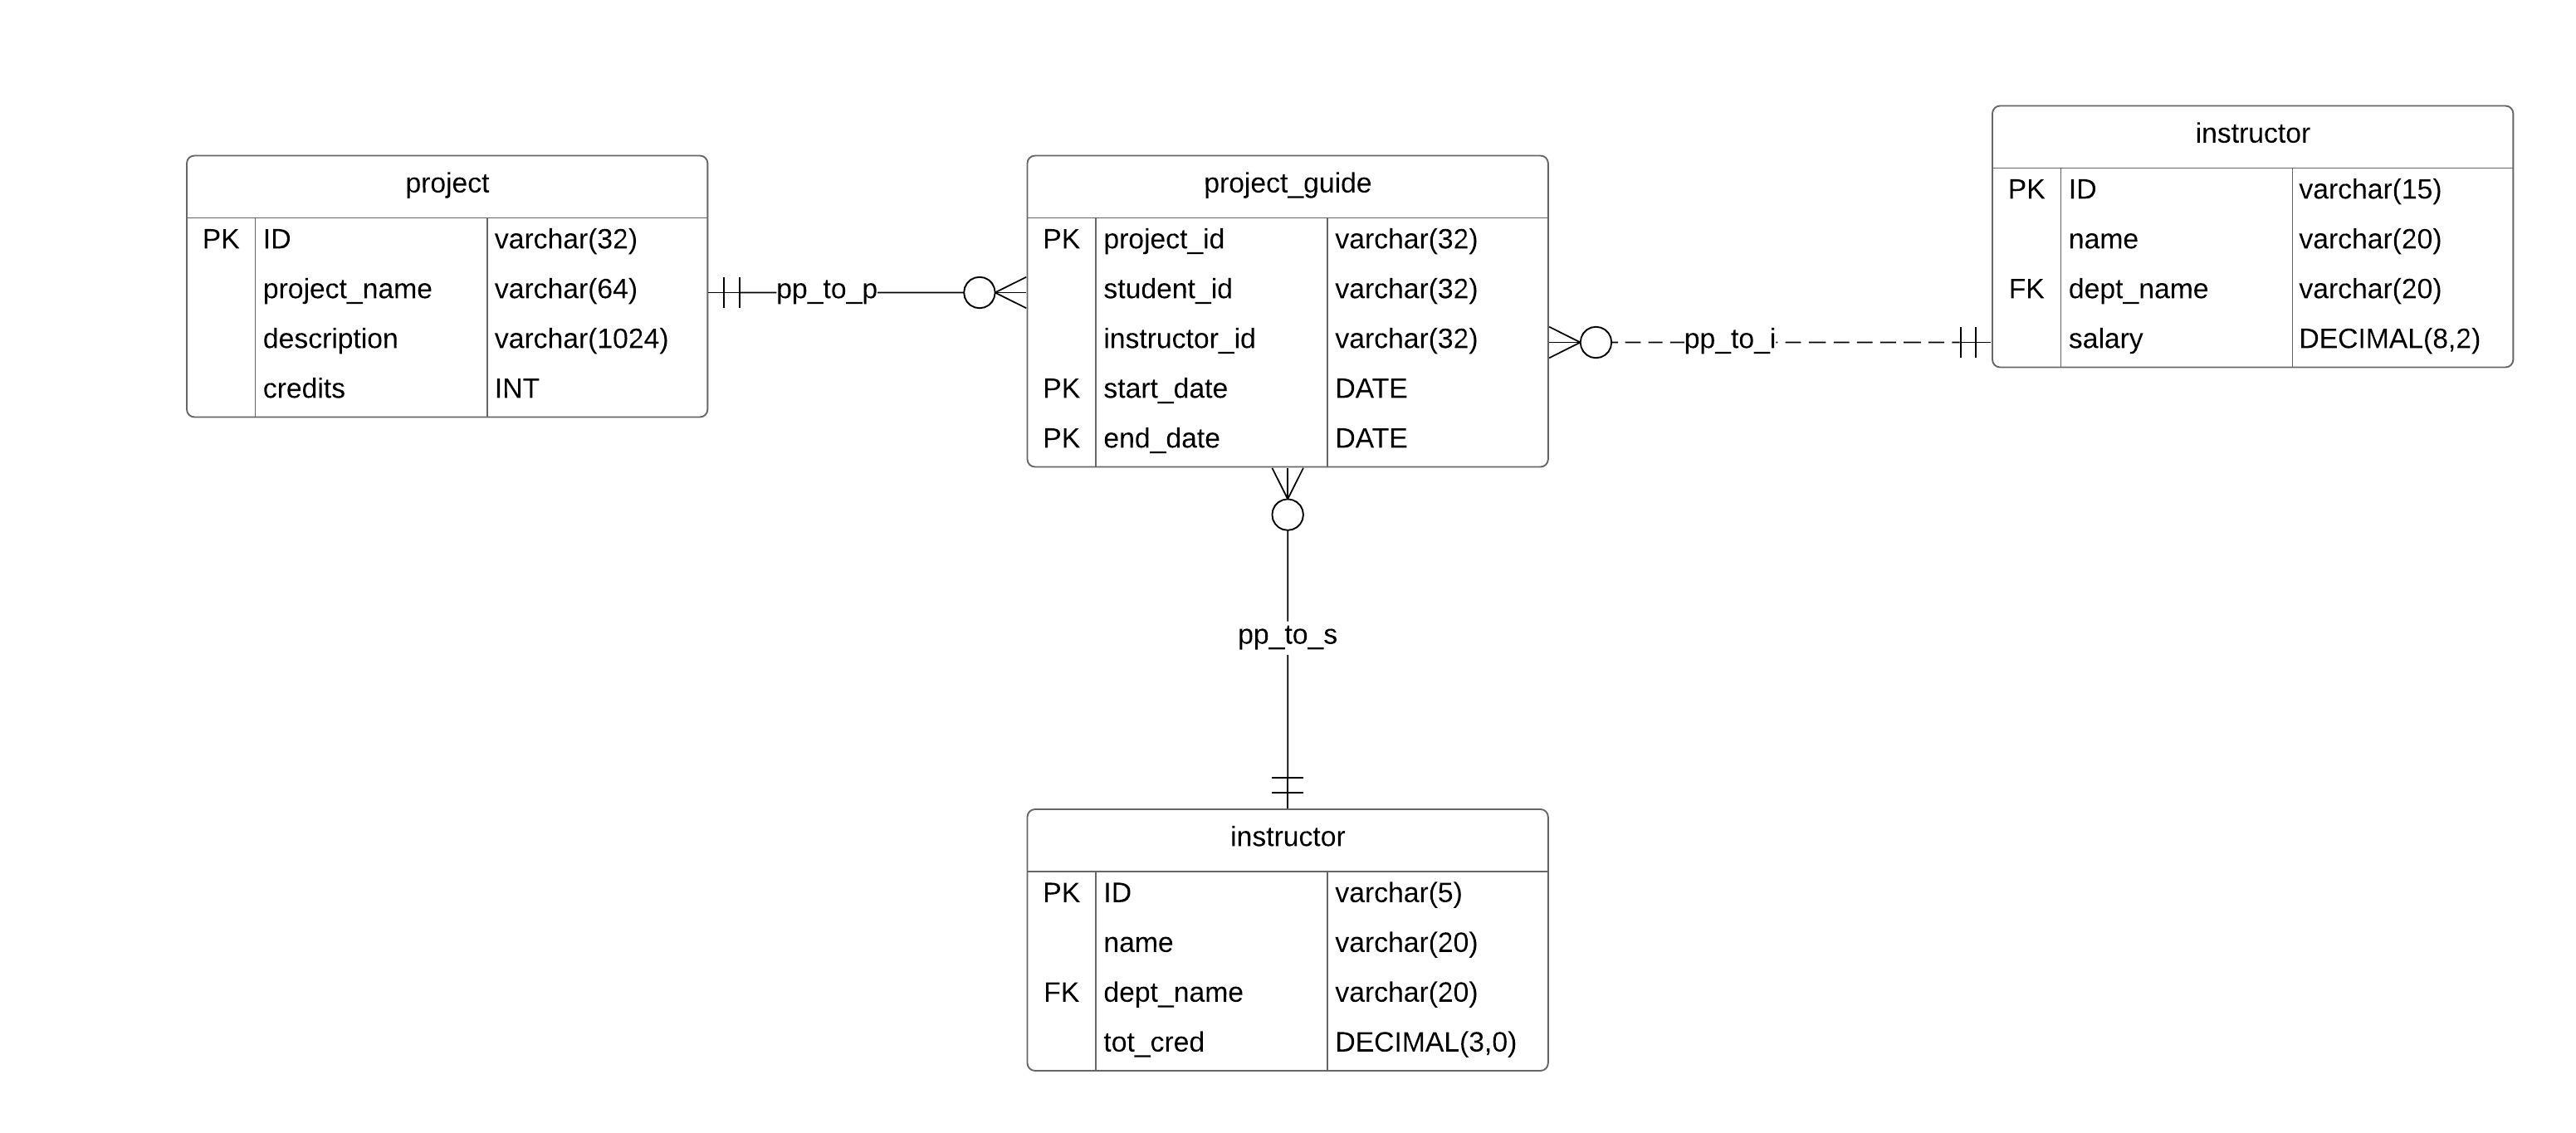 project
PK ID varchar(32)
project_name varchar(64)
description varchar(1024)
credits INT
pp_to_p
project_guide
PK project_id varchar(32)
student_id varchar(32)
instructor_id varchar(32)
PK start_date DATE
PK end_date DATE
pp_to_i
instructor
PK ID varchar(15)
name varchar(20)
FK dept_name varchar(20)
salary DECIMAL(8,2)
pp_to_s
instructor
PK ID varchar(5)
name varchar(20)
FK dept_name varchar(20)
tot_cred DECIMAL(3,0)